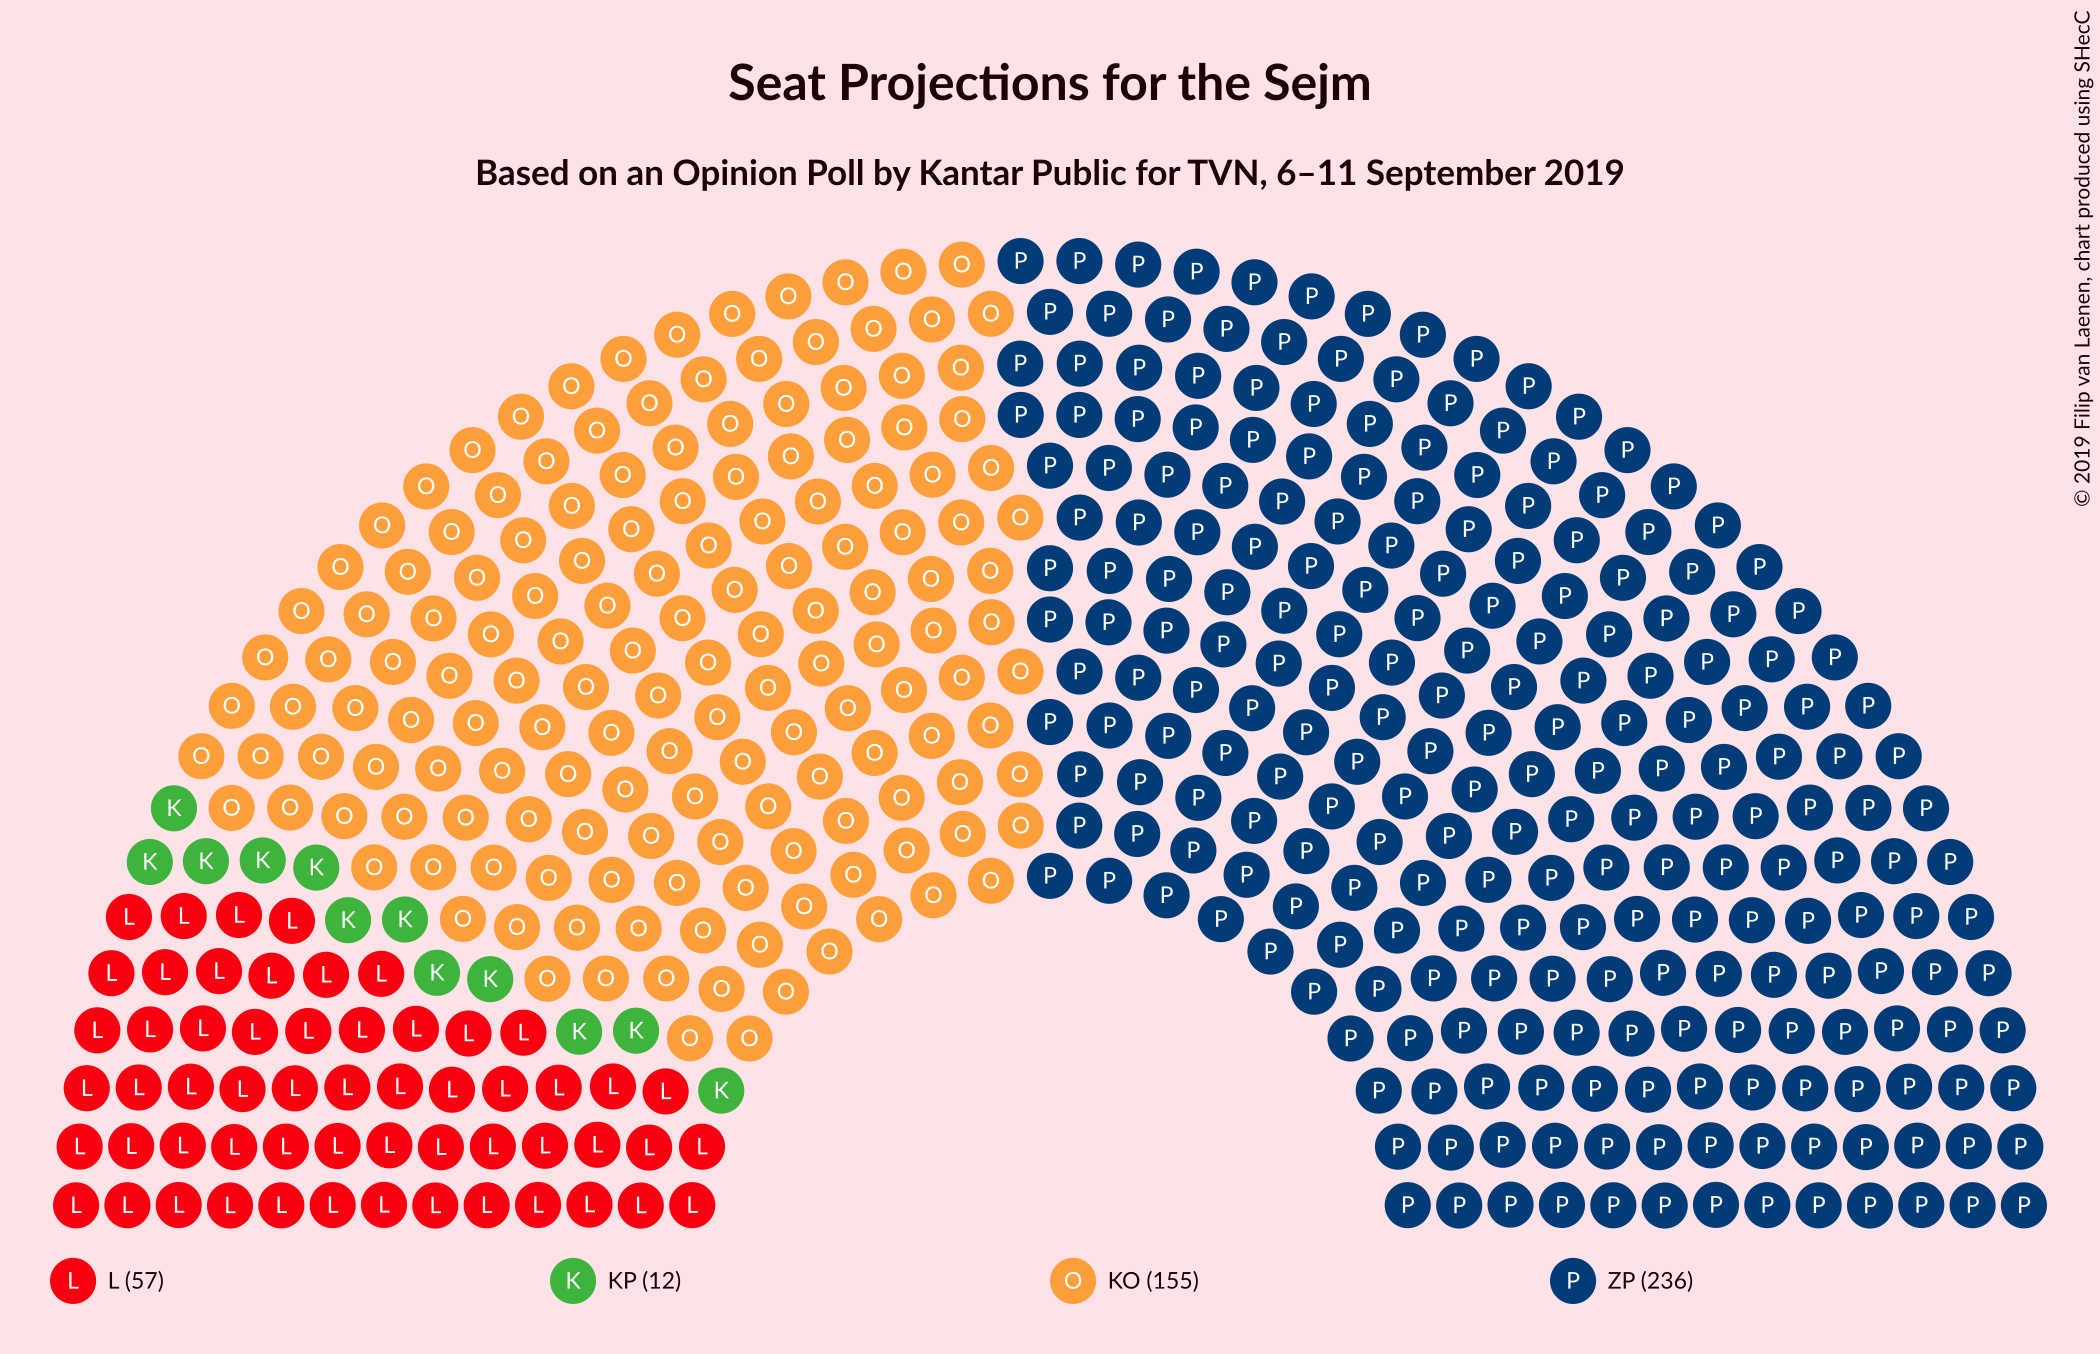 Seat Projections for the Sejm
Based on an Opinion Poll by Kantar Public for TVN, 6–11 September 2019
© 2019 Filip van Laenen, chart produced using SHecC
L L (57)
K KP (12)
O KO (155)
P ZP (236)